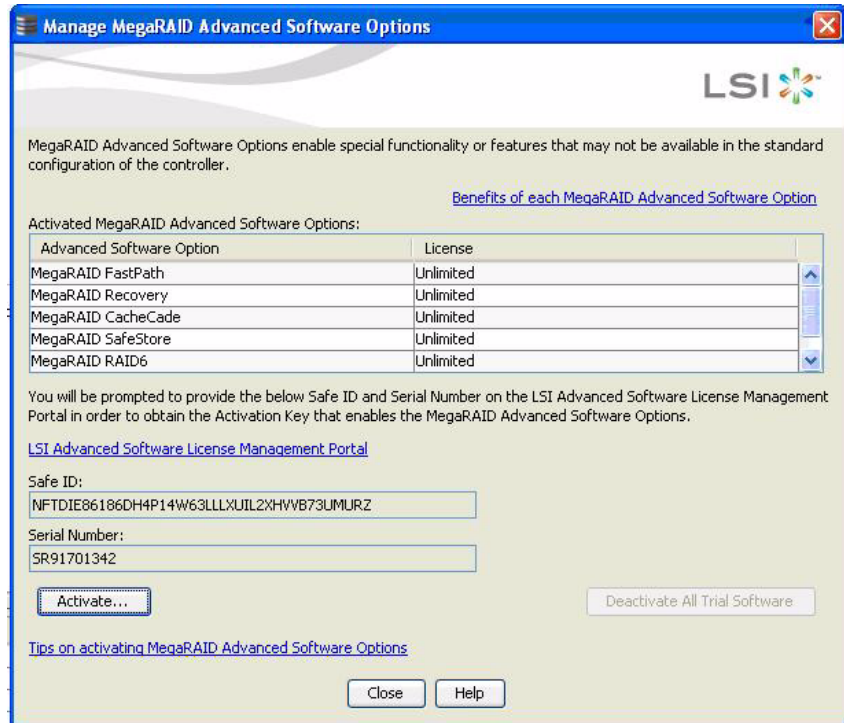 Manage MegaRAID Advanced Software Options
LSI
MegaRAID Advanced Software Options enable special functionality or features that may not be available in the standard
configuration of the controller.
Benefits of each MegaRAID Advanced Software Option
Activated MegaRAID Advanced Software Options:
Advanced Software Option License
MegaRAID FastPath Unlimited
MegaRAID Recovery Unlimited
MegaRAID CacheCade Unlimited
MegaRAID SafeStore Unlimited
MegaRAID RAID6 Unlimited
You will be prompted to provide the below Safe ID and Serial Number on the LSI Advanced Software License Management
Portal in order to obtain the Activation Key that enables the MegaRAID Advanced Software Options.
LSI Advanced Software License Management Portal
Safe ID:
NFTDIE86186DH4P14W63LLLXUIL2XHVVB73UMURZ
Serial Number:
SR91701342
Activate...
Deactivate All Trial Software
Tips on activating MegaRAID Advanced Software Options
Close Help